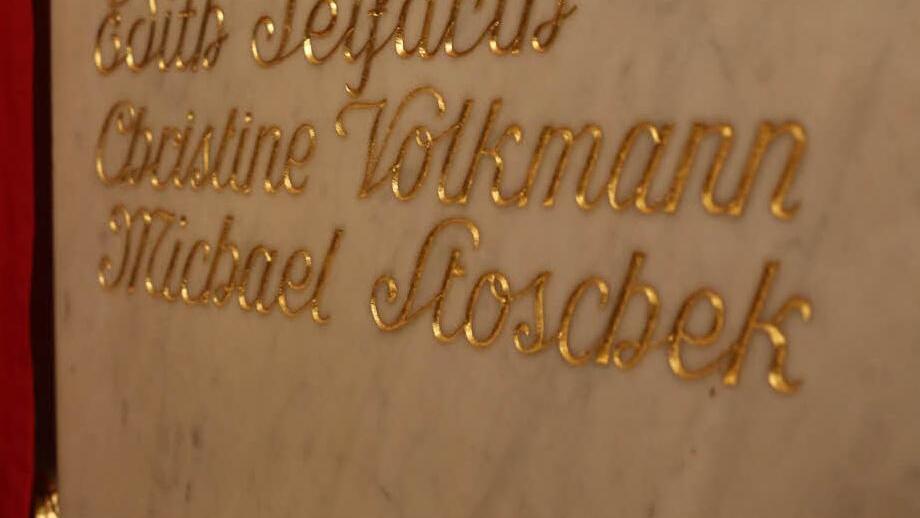 Edith Seyfarth
Christine Volkmann
Michael Stoschek